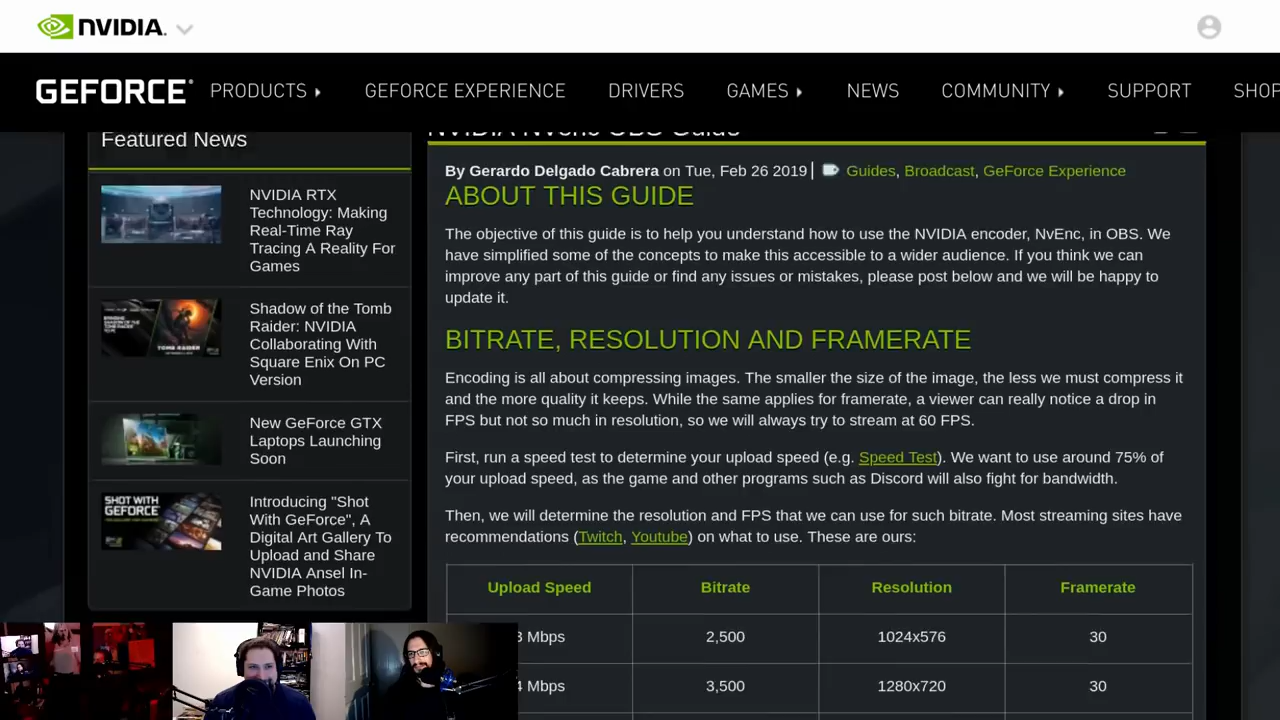 NVIDIA.
GEFORCE
PRODUCTS
GEFORCE EXPERIENCE
DRIVERS
GAMES
NEWS
COMMUNITY
SUPPORT
SHOP
Featured News
NVIDIA RTX
Technology: Making
Real-Time Ray
Tracing A Reality For
Games
Shadow of the Tomb
Raider: NVIDIA
Collaborating With
Square Enix On PC
Version
New GeForce GTX
Laptops Launching
Soon
SHOT WITH
GEFORCE
Introducing "Shot
With GeForce", A
Digital Art Gallery To
Upload and Share
NVIDIA Ansel In-
Game Photos
NVIDIA NvEnc OBS Guide
By Gerardo Delgado Cabrera on Tue, Feb 26 2019 | Guides, Broadcast, GeForce Experience
ABOUT THIS GUIDE
The objective of this guide is to help you understand how to use the NVIDIA encoder, NvEnc, in OBS. We
have simplified some of the concepts to make this accessible to a wider audience. If you think we can
improve any part of this guide or find any issues or mistakes, please post below and we will be happy to
update it.
BITRATE, RESOLUTION AND FRAMERATE
Encoding is all about compressing images. The smaller the size of the image, the less we must compress it
and the more quality it keeps. While the same applies for framerate, a viewer can really notice a drop in
FPS but not so much in resolution, so we will always try to stream at 60 FPS.
First, run a speed test to determine your upload speed (e.g. Speed Test). We want to use around 75% of
your upload speed, as the game and other programs such as Discord will also fight for bandwidth.
Then, we will determine the resolution and FPS that we can use for such bitrate. Most streaming sites have
recommendations (Twitch, Youtube) on what to use. These are ours:
Upload Speed Bitrate Resolution Framerate
3 Mbps 2,500 1024x576 30
4 Mbps 3,500 1280x720 30